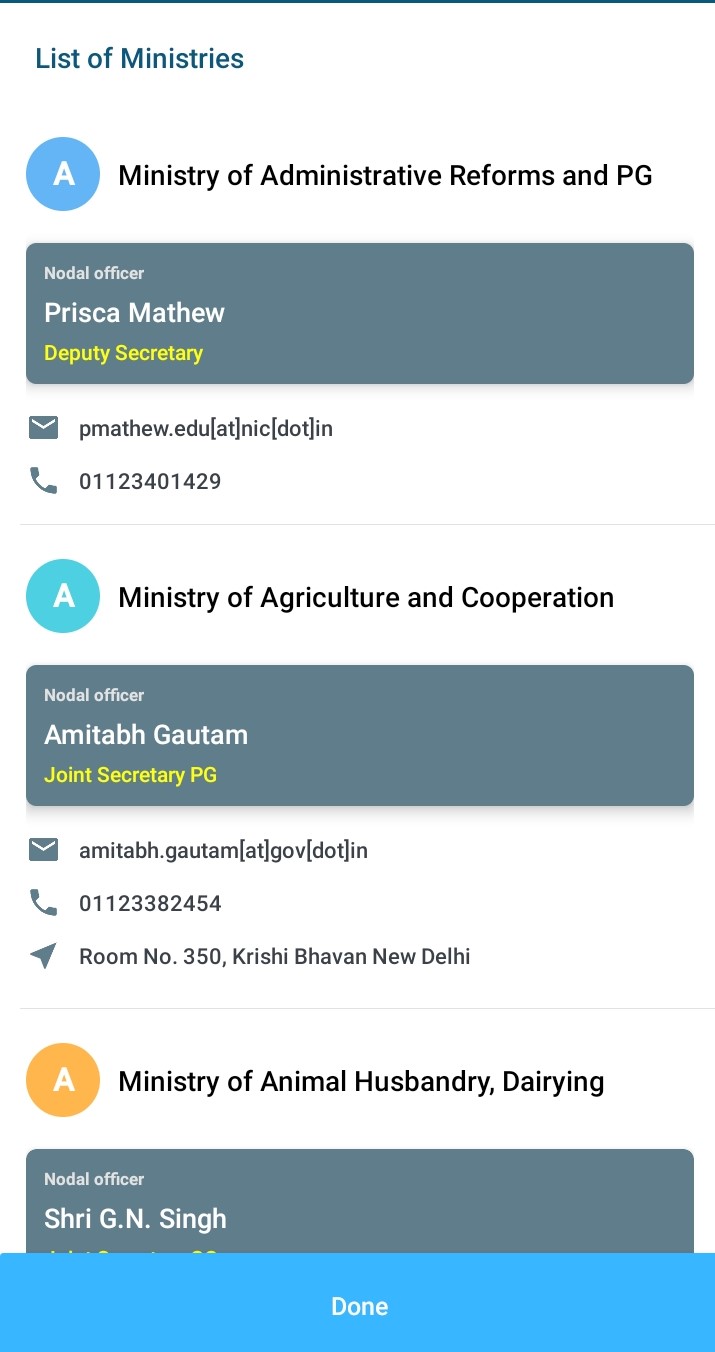 List of Ministries
A
Ministry of Administrative Reforms and PG
Nodal officer
Prisca Mathew
Deputy Secretary
pmathew.edu[at]nic[dot]in
01123401429
A
Ministry of Agriculture and Cooperation
Nodal officer
Amitabh Gautam
Joint Secretary PG
amitabh.gautam[at]gov[dot]in
01123382454
Room No. 350, Krishi Bhavan New Delhi
A
Ministry of Animal Husbandry, Dairying
Nodal officer
Shri G.N. Singh
Done